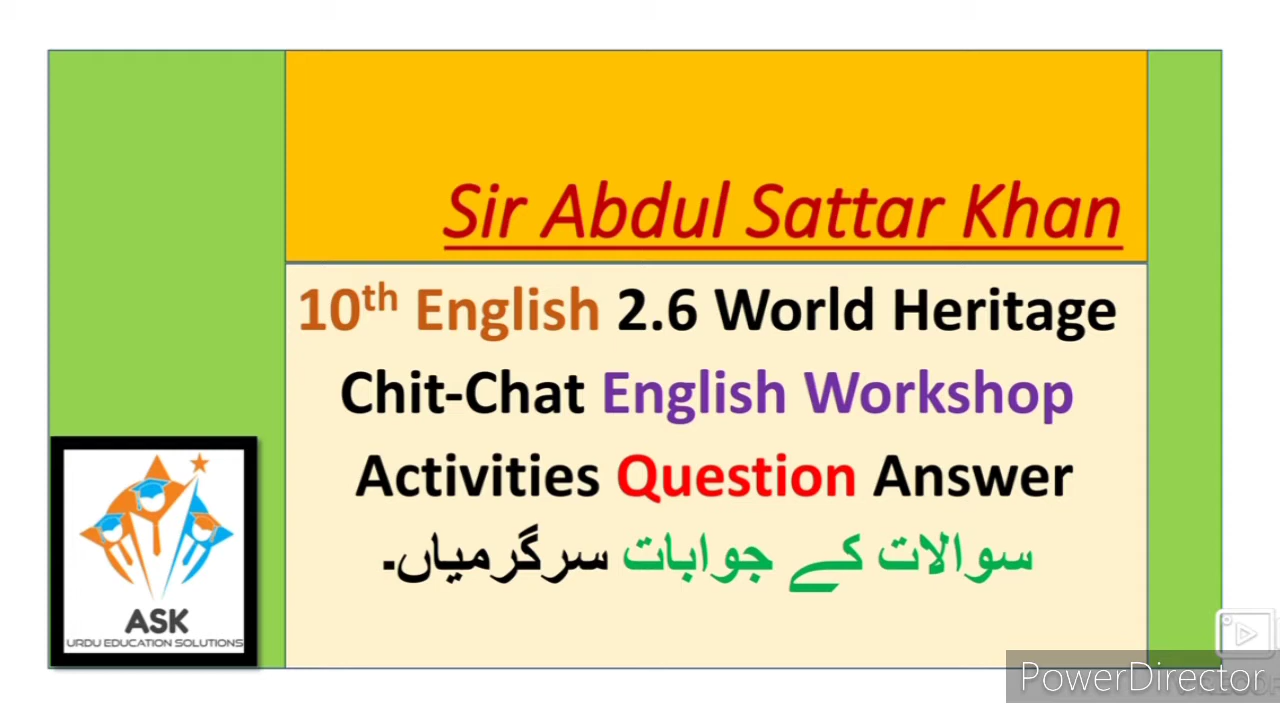 Sir Abdul Sattar Khan
10th English 2.6 World Heritage
Chit-Chat English Workshop
Activities Question Answer
سوالات کے جوابات سرگرمیاں۔
ASK
URDU EDUCATION SOLUTIONS
PowerDirector